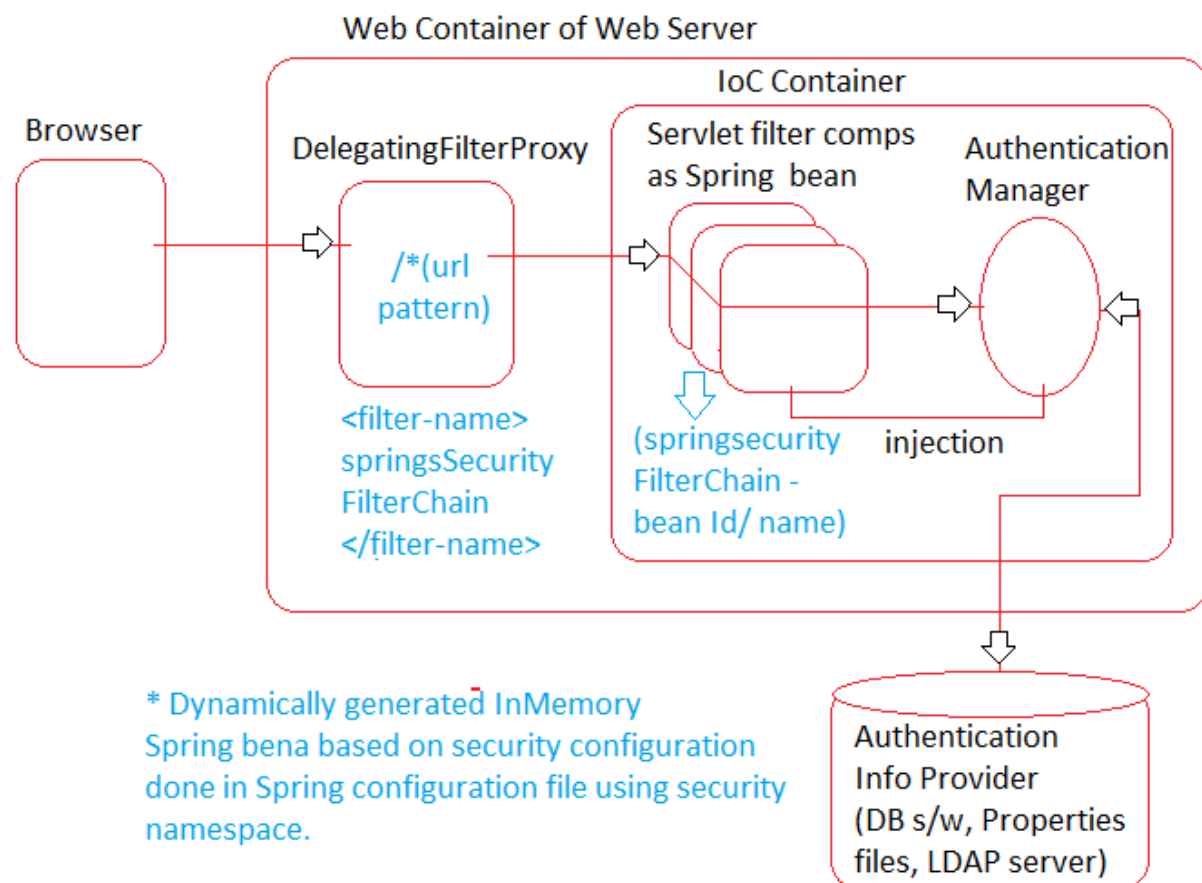 Web Container of Web Server
IoC Container
Browser
DelegatingFilterProxy
Servlet filter comps
as Spring bean
Authentication
Manager
/*(url
pattern)
<filter-name>
springsSecurity
FilterChain
</filter-name>
(springsecurity
FilterChain -
bean Id/ name)
injection
* Dynamically generated InMemory
Spring bena based on security configuration
done in Spring configuration file using security
namespace.
Authentication
Info Provider
(DB s/w, Properties
files, LDAP server)